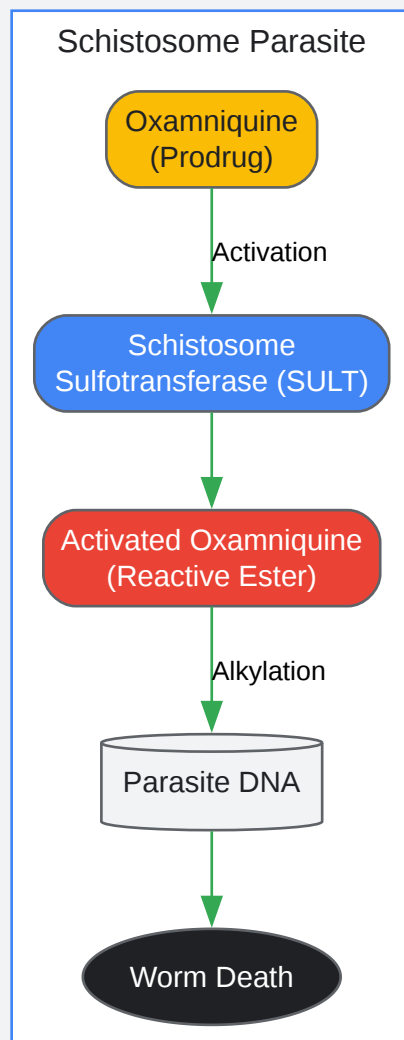 Schistosome Parasite
Oxamniquine
(Prodrug)
Activation
Schistosome
Sulfotransferase (SULT)
Activated Oxamniquine
(Reactive Ester)
Alkylation
Parasite DNA
Worm Death